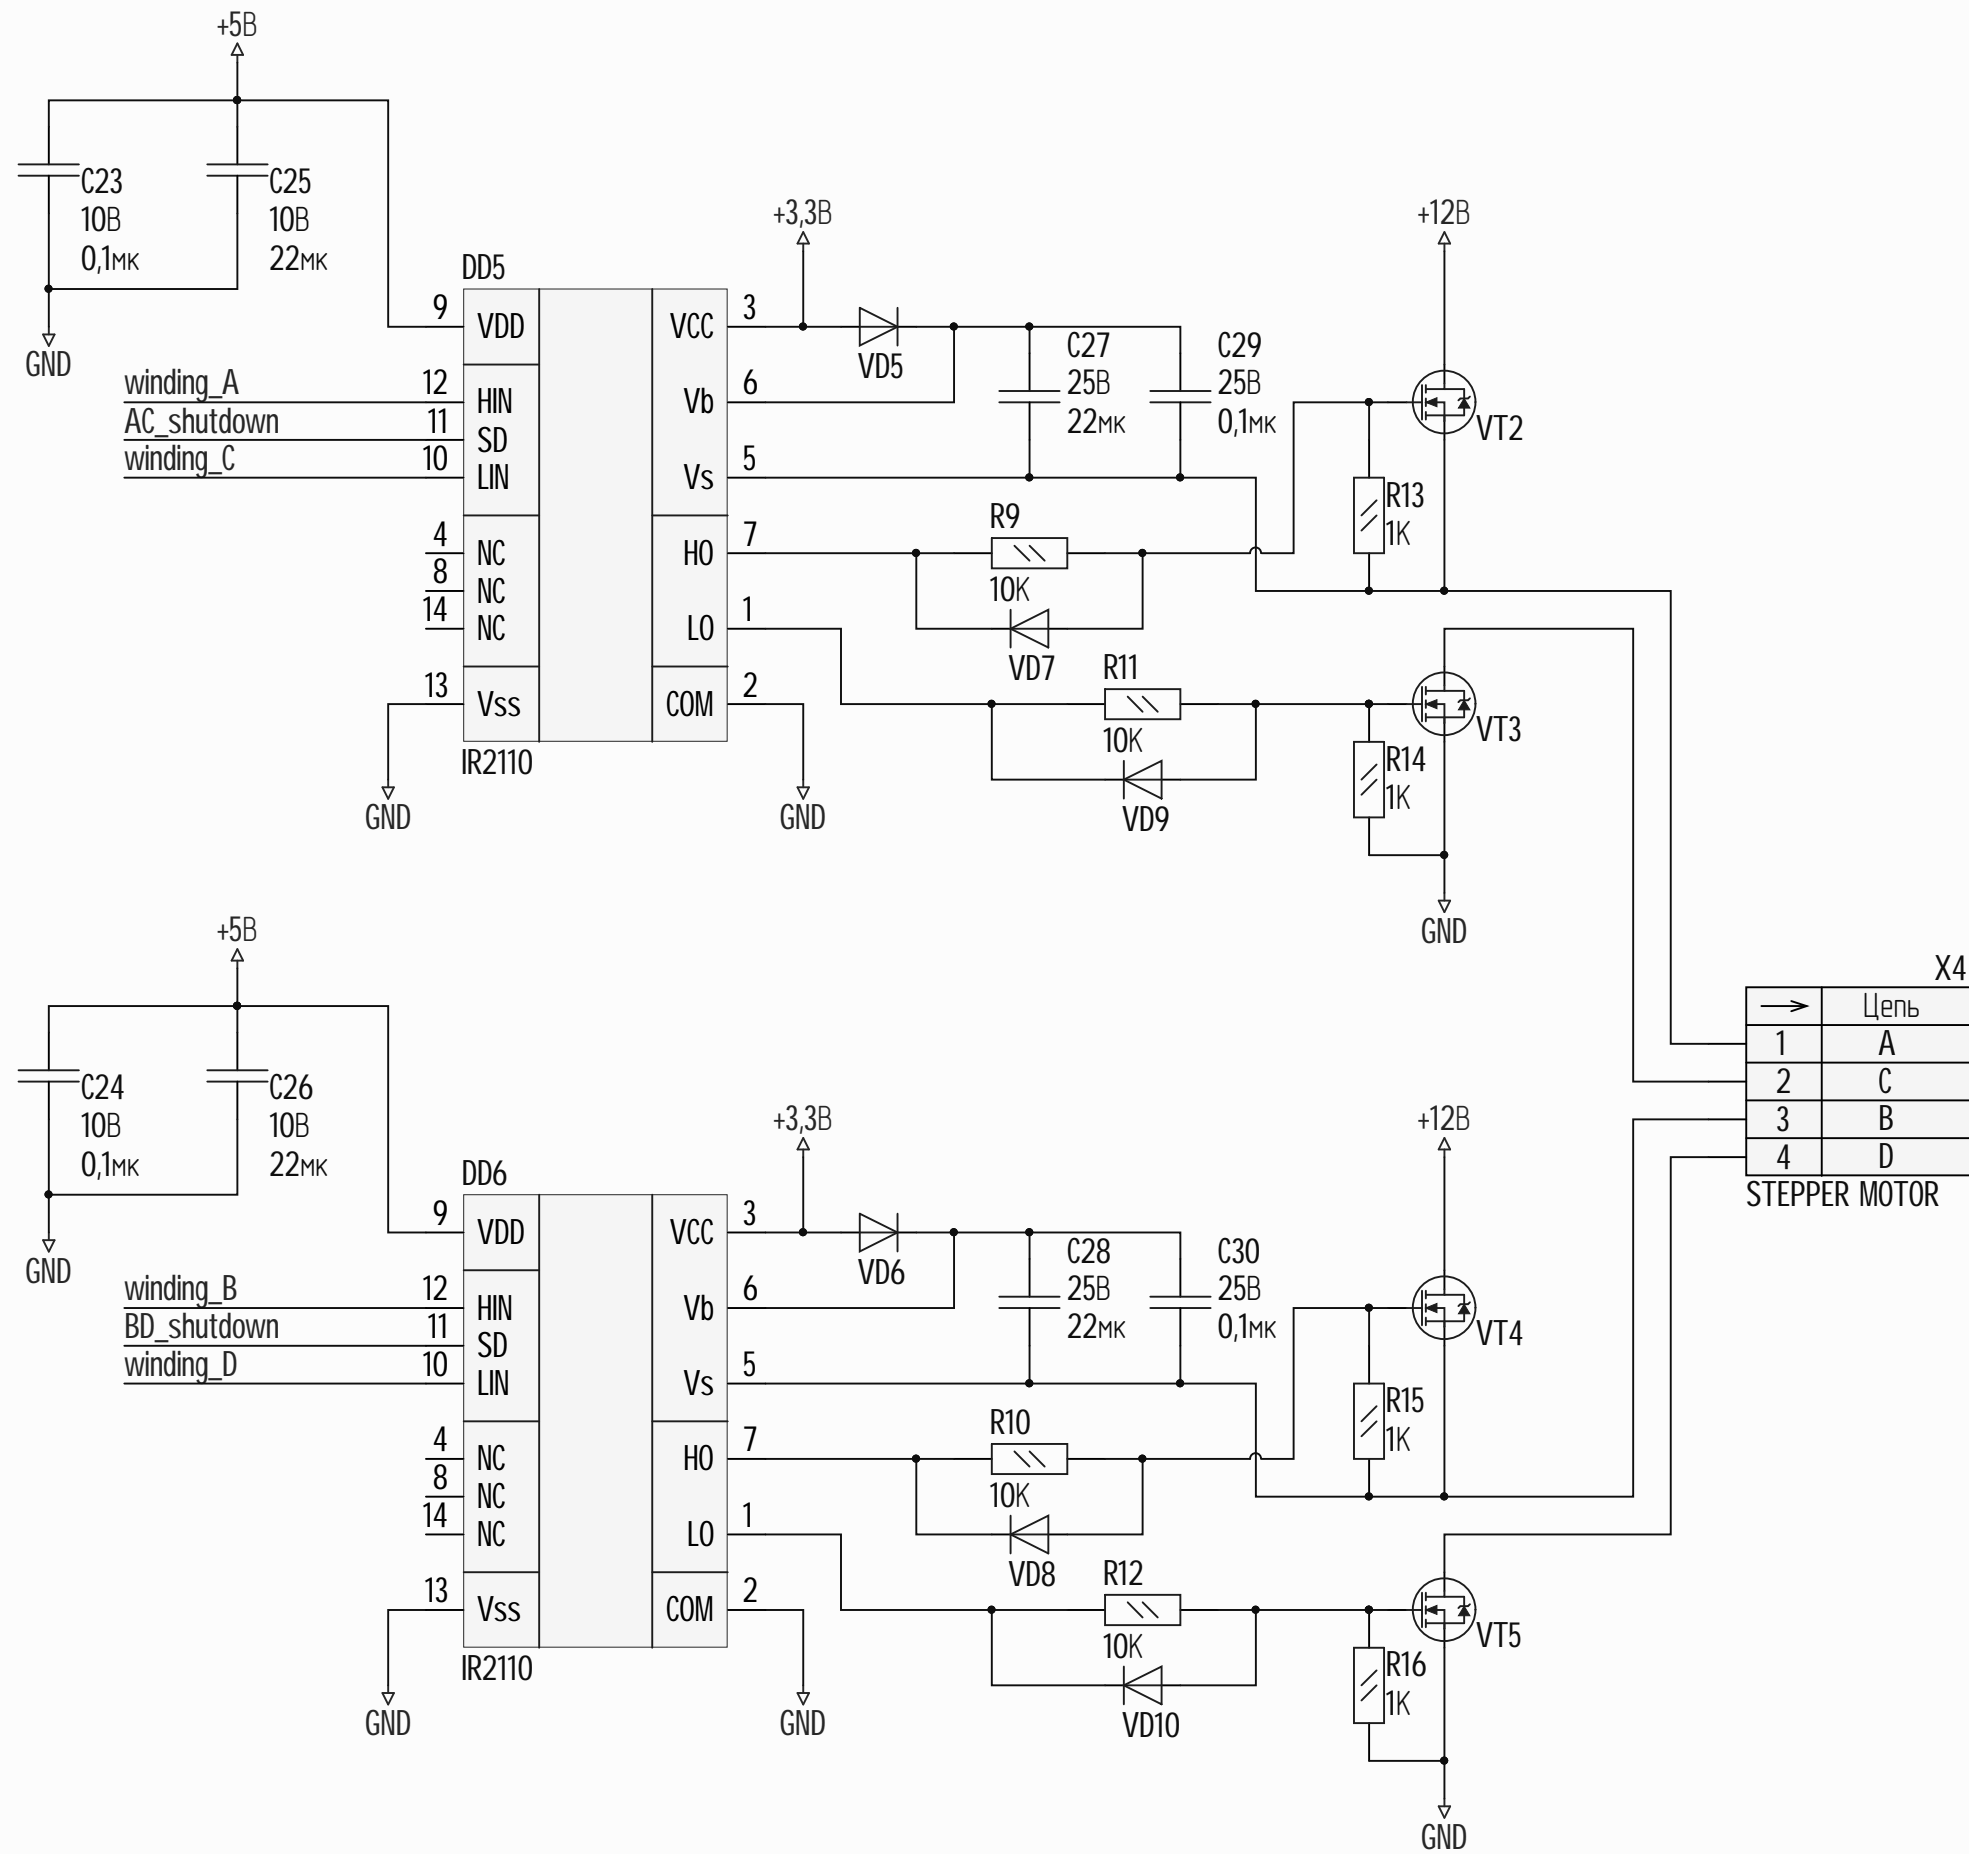 +5В
C23
10В
0,1мк
C25
10В
22мк
GND
+3,3В
+12В
DD5
9
VDD
VCC
3
VD5
C27
25В
22мк
C29
25В
0,1мк
winding_A
12
HIN
Vb
6
AC_shutdown
11
SD
winding_C
10
LIN
Vs
5
VT2
R13
1К
4
NC
HO
7
R9
10К
8
NC
14
NC
LO
1
VD7
R11
10К
13
Vss
COM
2
VT3
R14
1К
IR2110
VD9
GND
GND
GND
+5В
C24
10В
0,1мк
C26
10В
22мк
GND
X4
Цепь
1
A
2
C
3
B
4
D
STEPPER MOTOR
+3,3В
+12В
DD6
9
VDD
VCC
3
VD6
C28
25В
22мк
C30
25В
0,1мк
winding_B
12
HIN
Vb
6
BD_shutdown
11
SD
winding_D
10
LIN
Vs
5
VT4
R15
1К
4
NC
HO
7
R10
10К
8
NC
14
NC
LO
1
VD8
R12
10К
13
Vss
COM
2
VT5
R16
1К
IR2110
VD10
GND
GND
GND